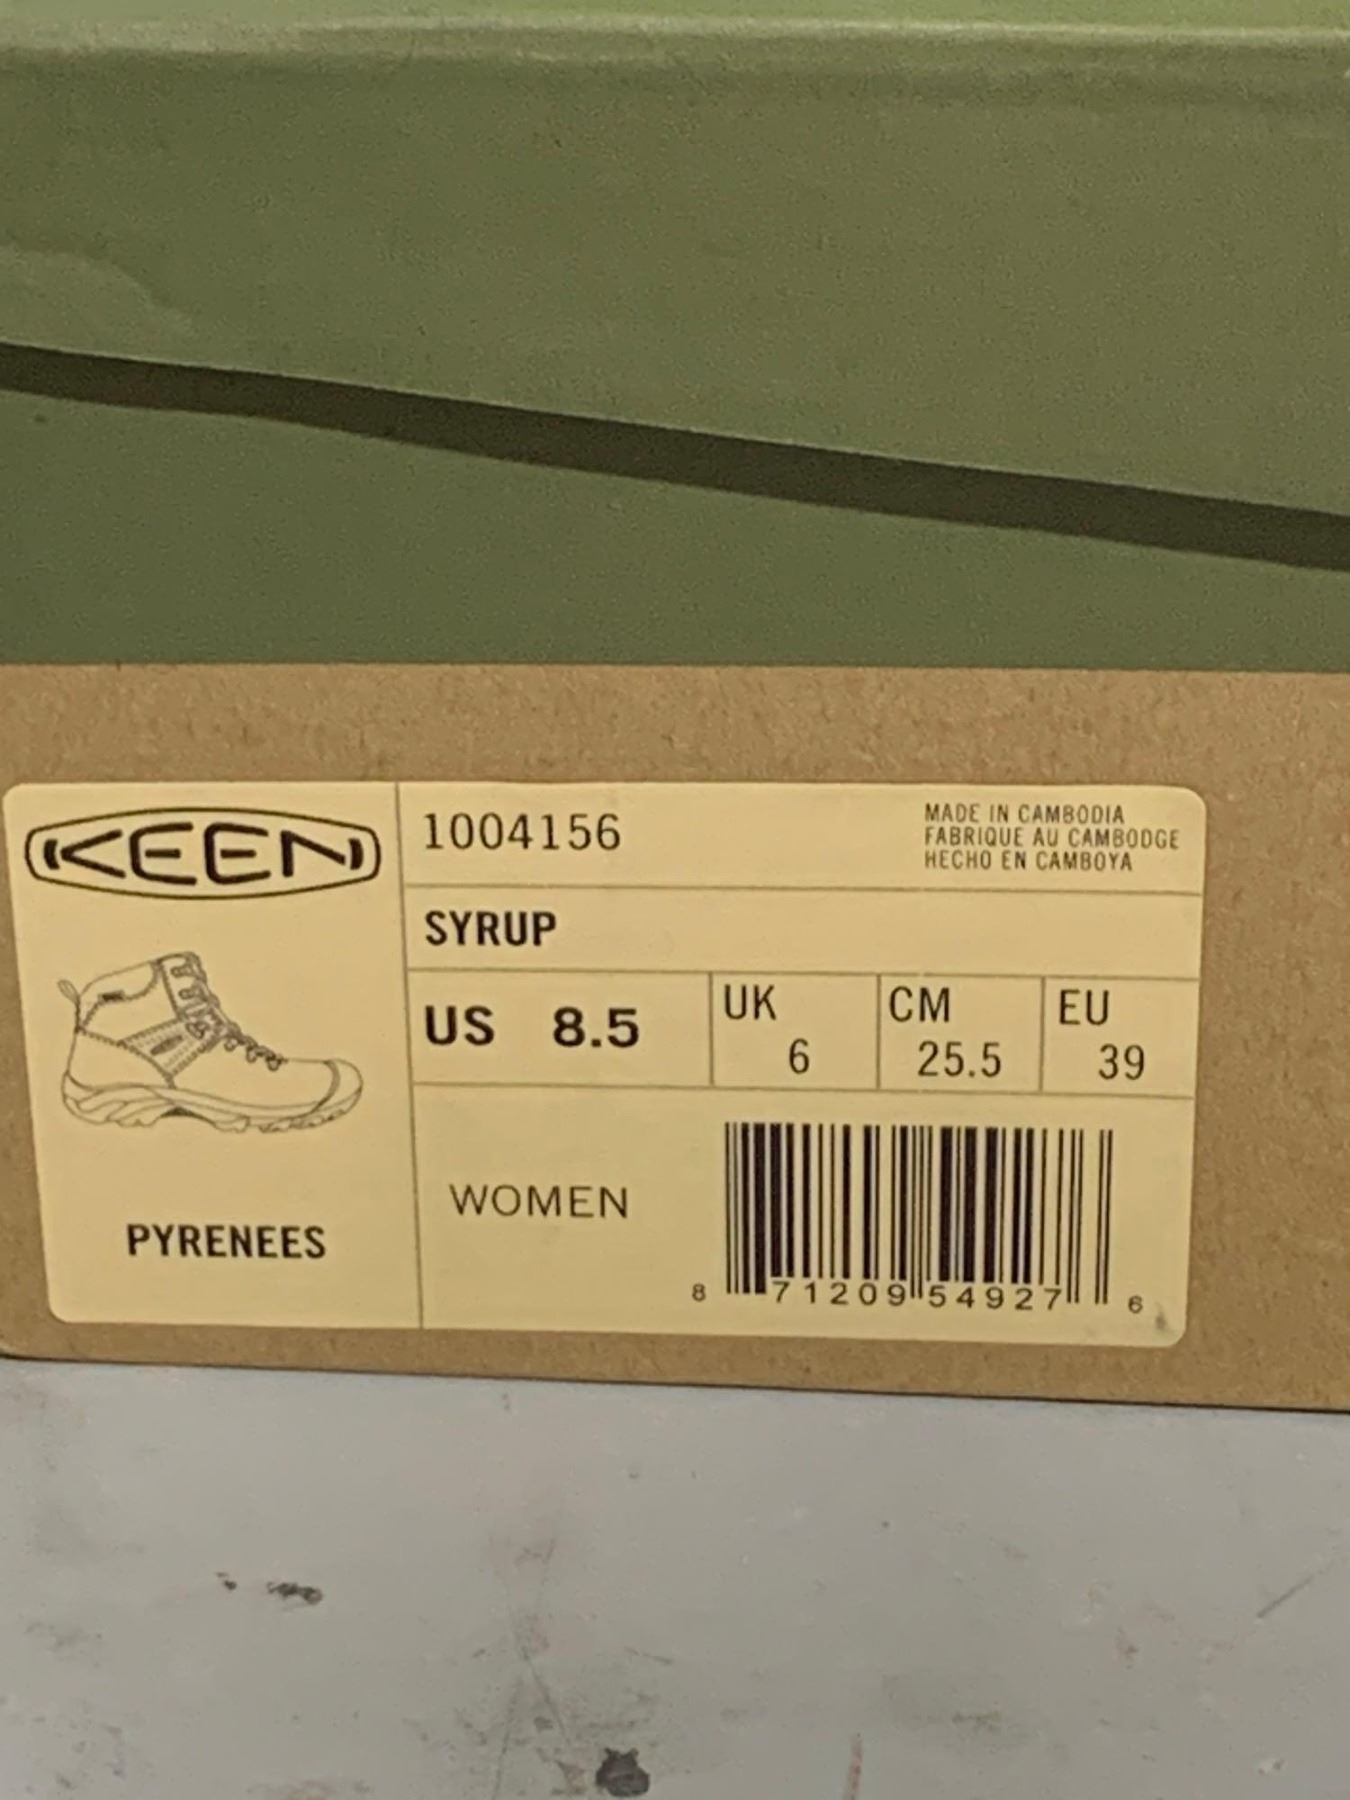 KEEN
PYRENEES
1004156
MADE IN CAMBODIA
FABRIQUE AU CAMBODGE
HECHO EN CAMBOYA
SYRUP
US 8.5
UK
6
CM
25.5
EU
39
WOMEN
8 71209 54927 6